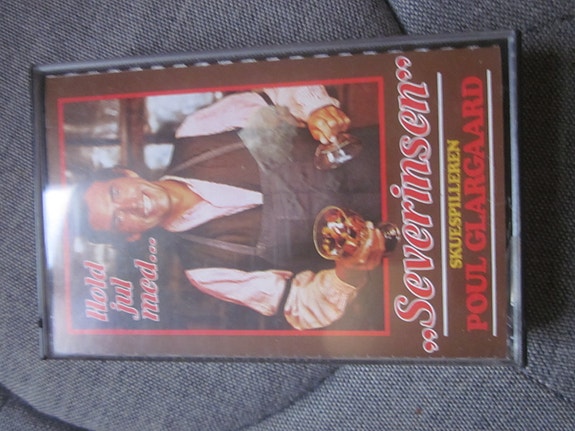 Hold
jul
med...
„Severinsen“
SKUESPILLEREN
POUL GLARGAARD